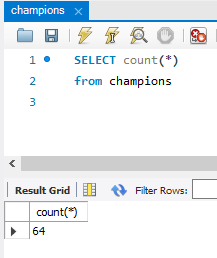 champions ×
1 SELECT count(*)
2 from champions
3
Result Grid Filter Rows:
count(*)
64